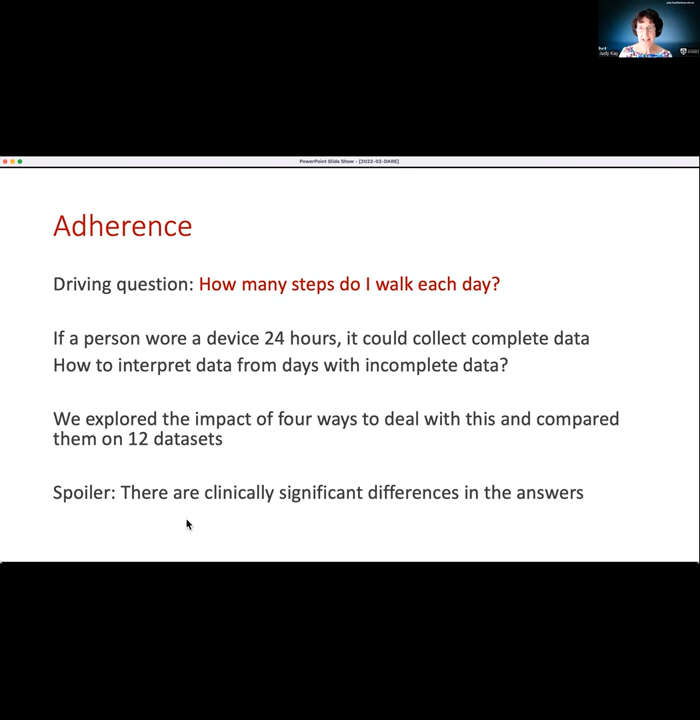 Judy Kay
PowerPoint Slide Show - [2022-02-DARE]
Adherence
Driving question: How many steps do I walk each day?
If a person wore a device 24 hours, it could collect complete data
How to interpret data from days with incomplete data?
We explored the impact of four ways to deal with this and compared
them on 12 datasets
Spoiler: There are clinically significant differences in the answers